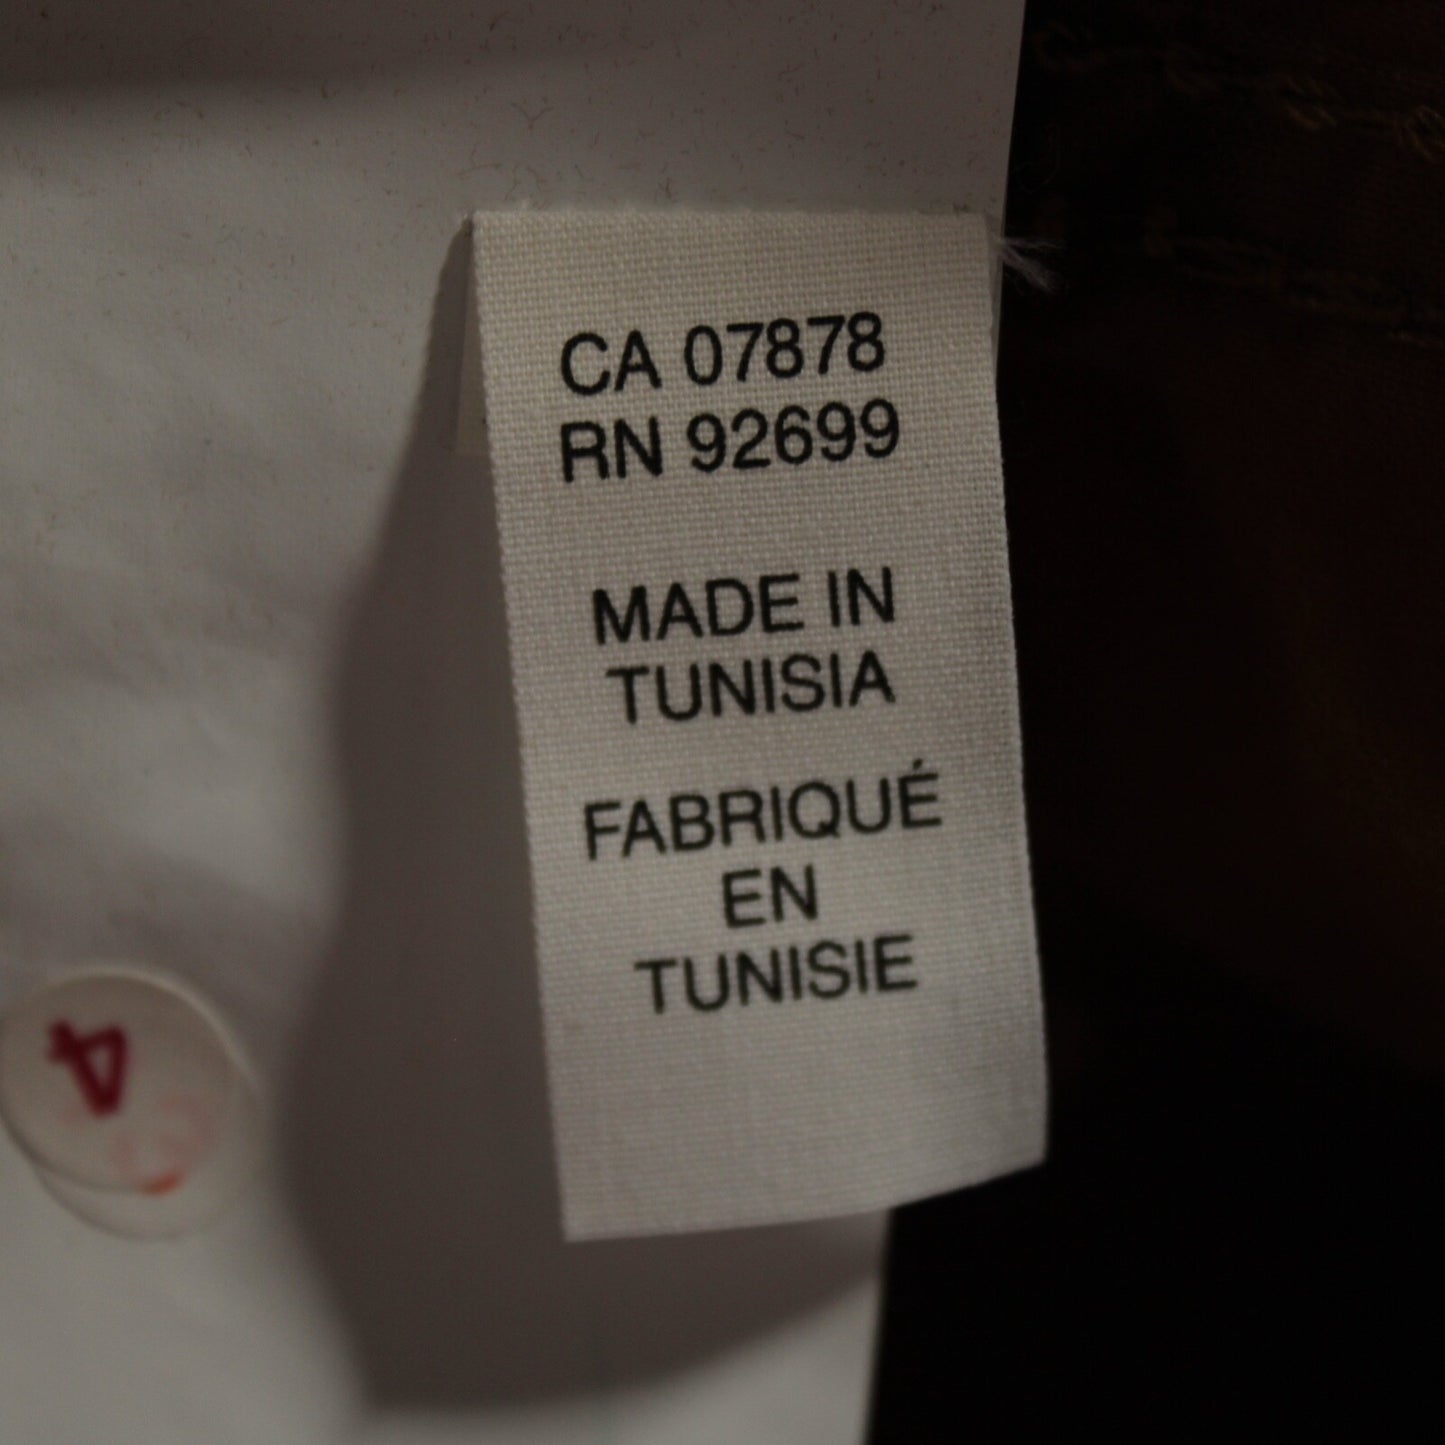 CA 07878
RN 92699
MADE IN
TUNISIA
FABRIQUÉ
EN
TUNISIE
4